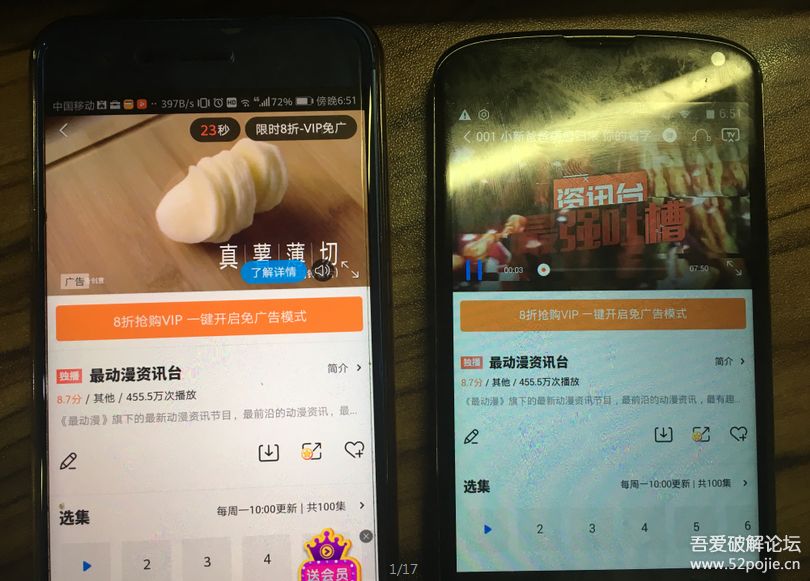 中国移动 397B/s HD 4G 72% 傍晚6:51
23秒 限时8折-VIP免广
真 薯 薄 切
了解详情
广告
8折抢购VIP 一键开启免广告模式
独播 最动漫资讯台 简介
8.7分 / 其他 / 455.5万次播放
《最动漫》旗下的最新动漫资讯节目，最前沿的动漫资讯，最...
选集 每周一10:00更新 | 共100集
2 3 4
送会员
6:51
001 小新爸爸 你的名字 TV
资讯台
最强吐槽
00:03 07:50
8折抢购VIP 一键开启免广告模式
独播 最动漫资讯台 简介
8.7分 / 其他 / 455.5万次播放
《最动漫》旗下的最新动漫资讯节目，最前沿的动漫资讯，最有趣...
选集 每周一10:00更新 | 共100集
2 3 4 5 6
1/17
吾爱破解论坛
www.52pojie.cn